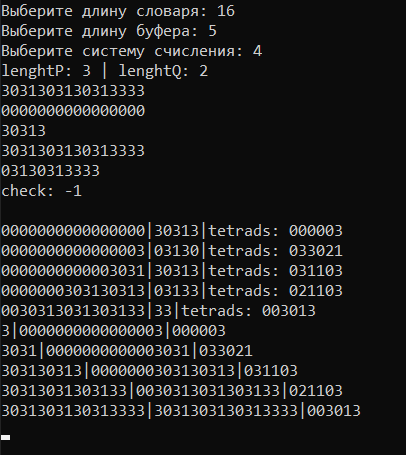 Выберите длину словаря: 16
Выберите длину буфера: 5
Выберите систему счисления: 4
lenghtP: 3 | lenghtQ: 2
3031303130313333
0000000000000000
30313
3031303130313333
03130313333
check: -1
0000000000000000|30313|tetrads: 000003
0000000000000003|03130|tetrads: 033021
0000000000003031|30313|tetrads: 031103
0000000303130313|03133|tetrads: 021103
0030313031303133|33|tetrads: 003013
3|0000000000000003|000003
3031|0000000000003031|033021
303130313|0000000303130313|031103
30313031303133|0030313031303133|021103
3031303130313333|3031303130313333|003013